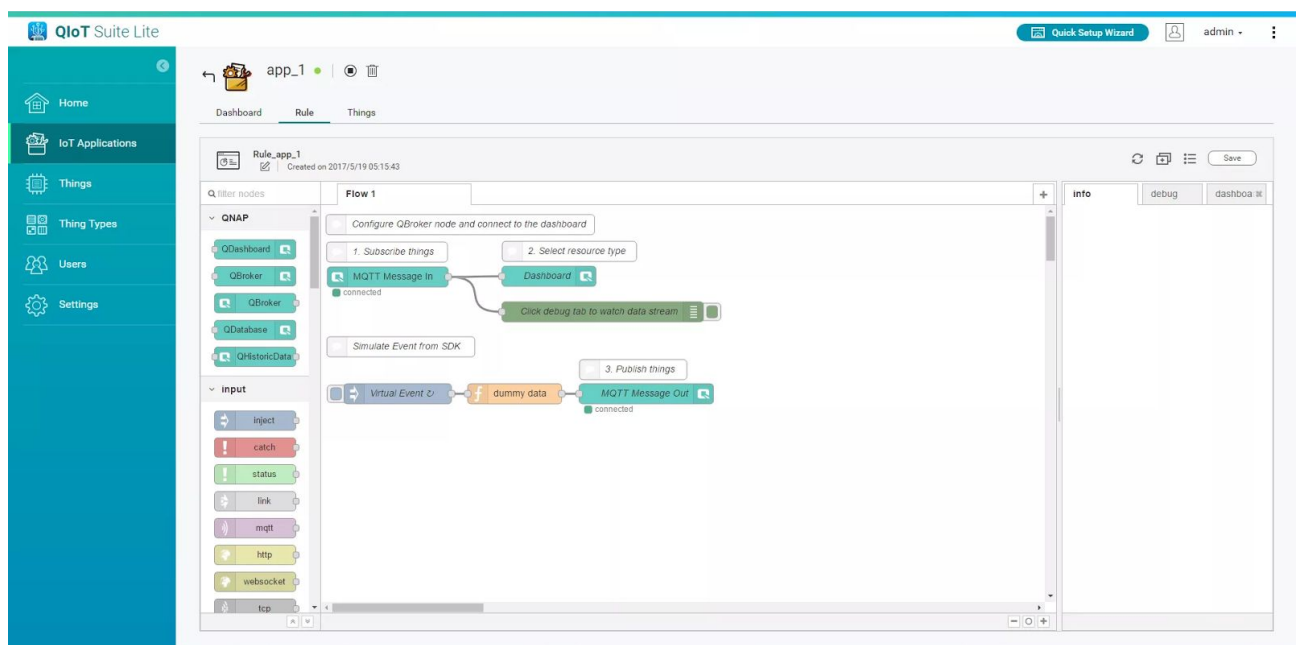 QIoT Suite Lite
Quick Setup Wizard
admin
Home
IoT Applications
Things
Thing Types
Users
Settings
app_1
Dashboard Rule Things
Rule_app_1
Created on 2017/5/19 05:15:43
Save
filter nodes
QNAP
QDashboard
QBroker
QBroker
QDatabase
QHistoricData
input
inject
catch
status
link
mqtt
http
websocket
tcp
Flow 1
Configure QBroker node and connect to the dashboard
1. Subscribe things
2. Select resource type
MQTT Message In
Dashboard
connected
Click debug tab to watch data stream
Simulate Event from SDK
3. Publish things
Virtual Event ↻
dummy data
MQTT Message Out
connected
info debug dashboa